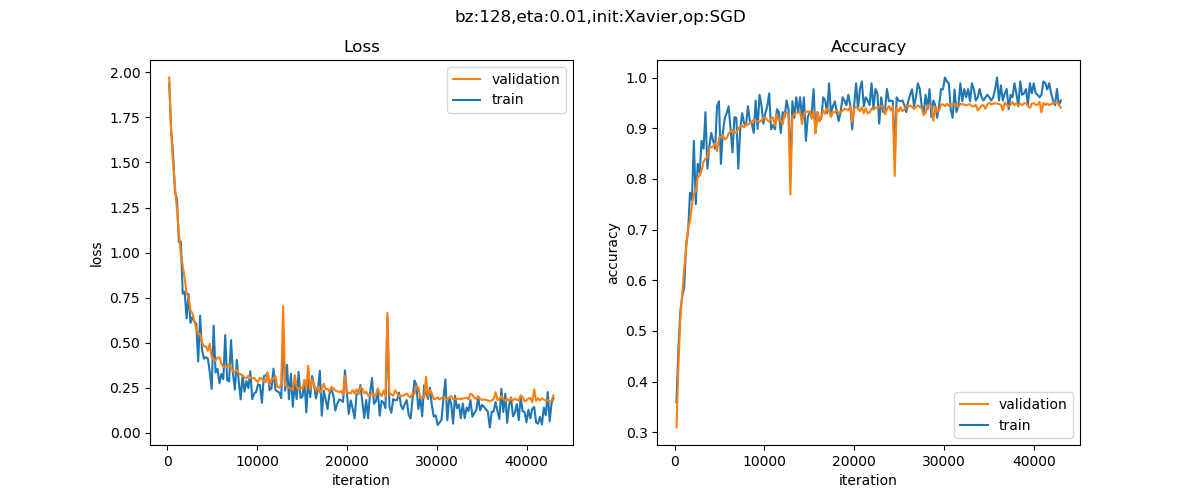 bz:128,eta:0.01,init:Xavier,op:SGD
Loss
2.00
1.75
1.50
1.25
1.00
0.75
0.50
0.25
0.00
loss
validation
train
0
10000
20000
30000
40000
iteration
Accuracy
1.0
0.9
0.8
0.7
0.6
0.5
0.4
0.3
accuracy
validation
train
0
10000
20000
30000
40000
iteration